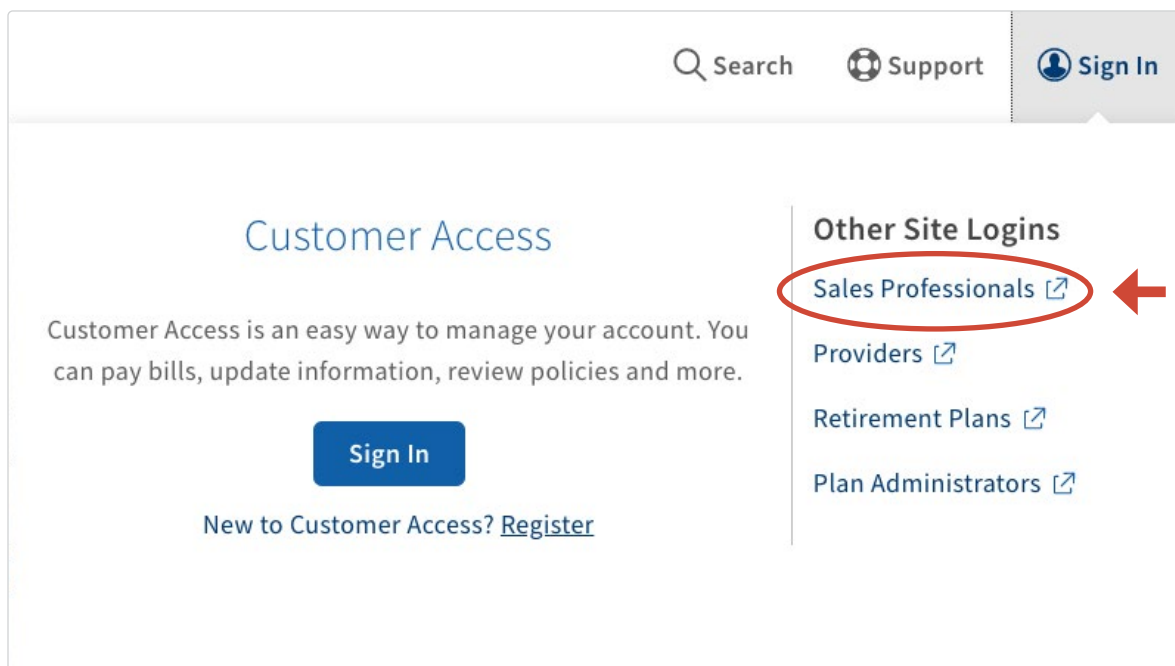 Search
Support
Sign In
Customer Access
Customer Access is an easy way to manage your account. You
can pay bills, update information, review policies and more.
Sign In
New to Customer Access? Register
Other Site Logins
Sales Professionals
Providers
Retirement Plans
Plan Administrators